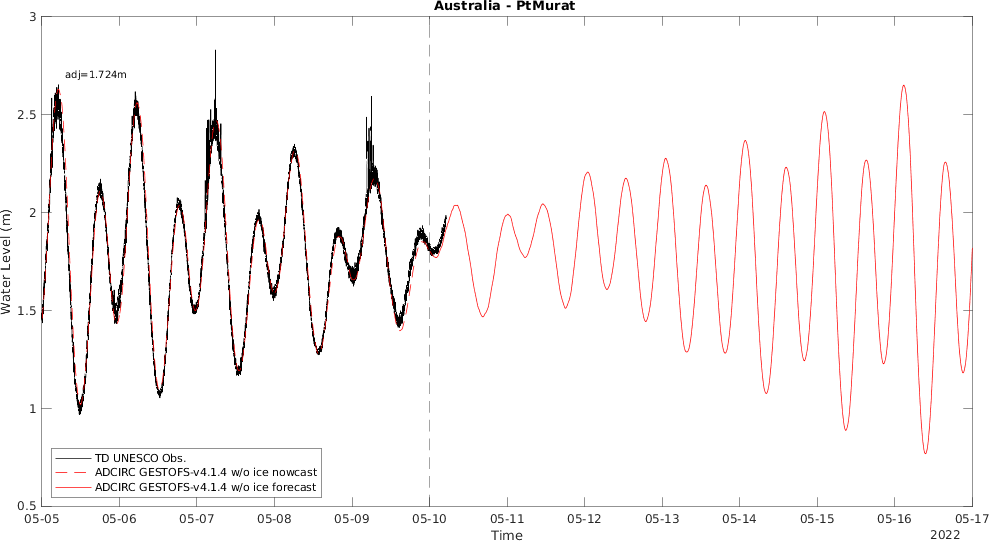 Australia - PtMurat
3
2.5
2
1.5
1
0.5
Water Level (m)
adj=1.724m
TD UNESCO Obs.
ADCIRC GESTOFS-v4.1.4 w/o ice nowcast
ADCIRC GESTOFS-v4.1.4 w/o ice forecast
05-05 05-06 05-07 05-08 05-09 05-10 05-11 05-12 05-13 05-14 05-15 05-16 05-17
Time
2022